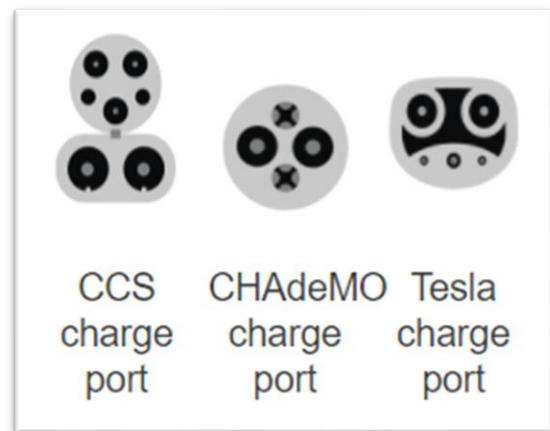 CCS
charge
port
CHAdeMO
charge
port
Tesla
charge
port